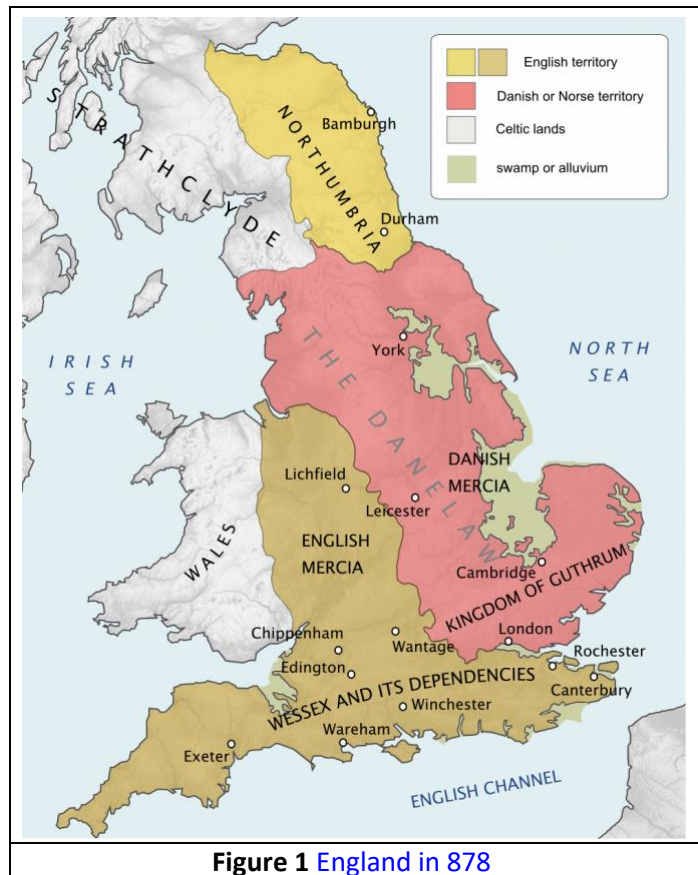 English territory
Danish or Norse territory
Celtic lands
swamp or alluvium
STRATHCLYDE
NORTHUMBRIA
Bamburgh
Durham
IRISH
SEA
NORTH
SEA
THE DANELAW
York
DANISH
MERCIA
Lichfield
Leicester
ENGLISH
MERCIA
WALES
Cambridge
KINGDOM OF GUTHRUM
Chippenham
Wantage
London
Rochester
Edington
WESSEX AND ITS DEPENDENCIES
Canterbury
Winchester
Wareham
Exeter
ENGLISH CHANNEL
Figure 1 England in 878